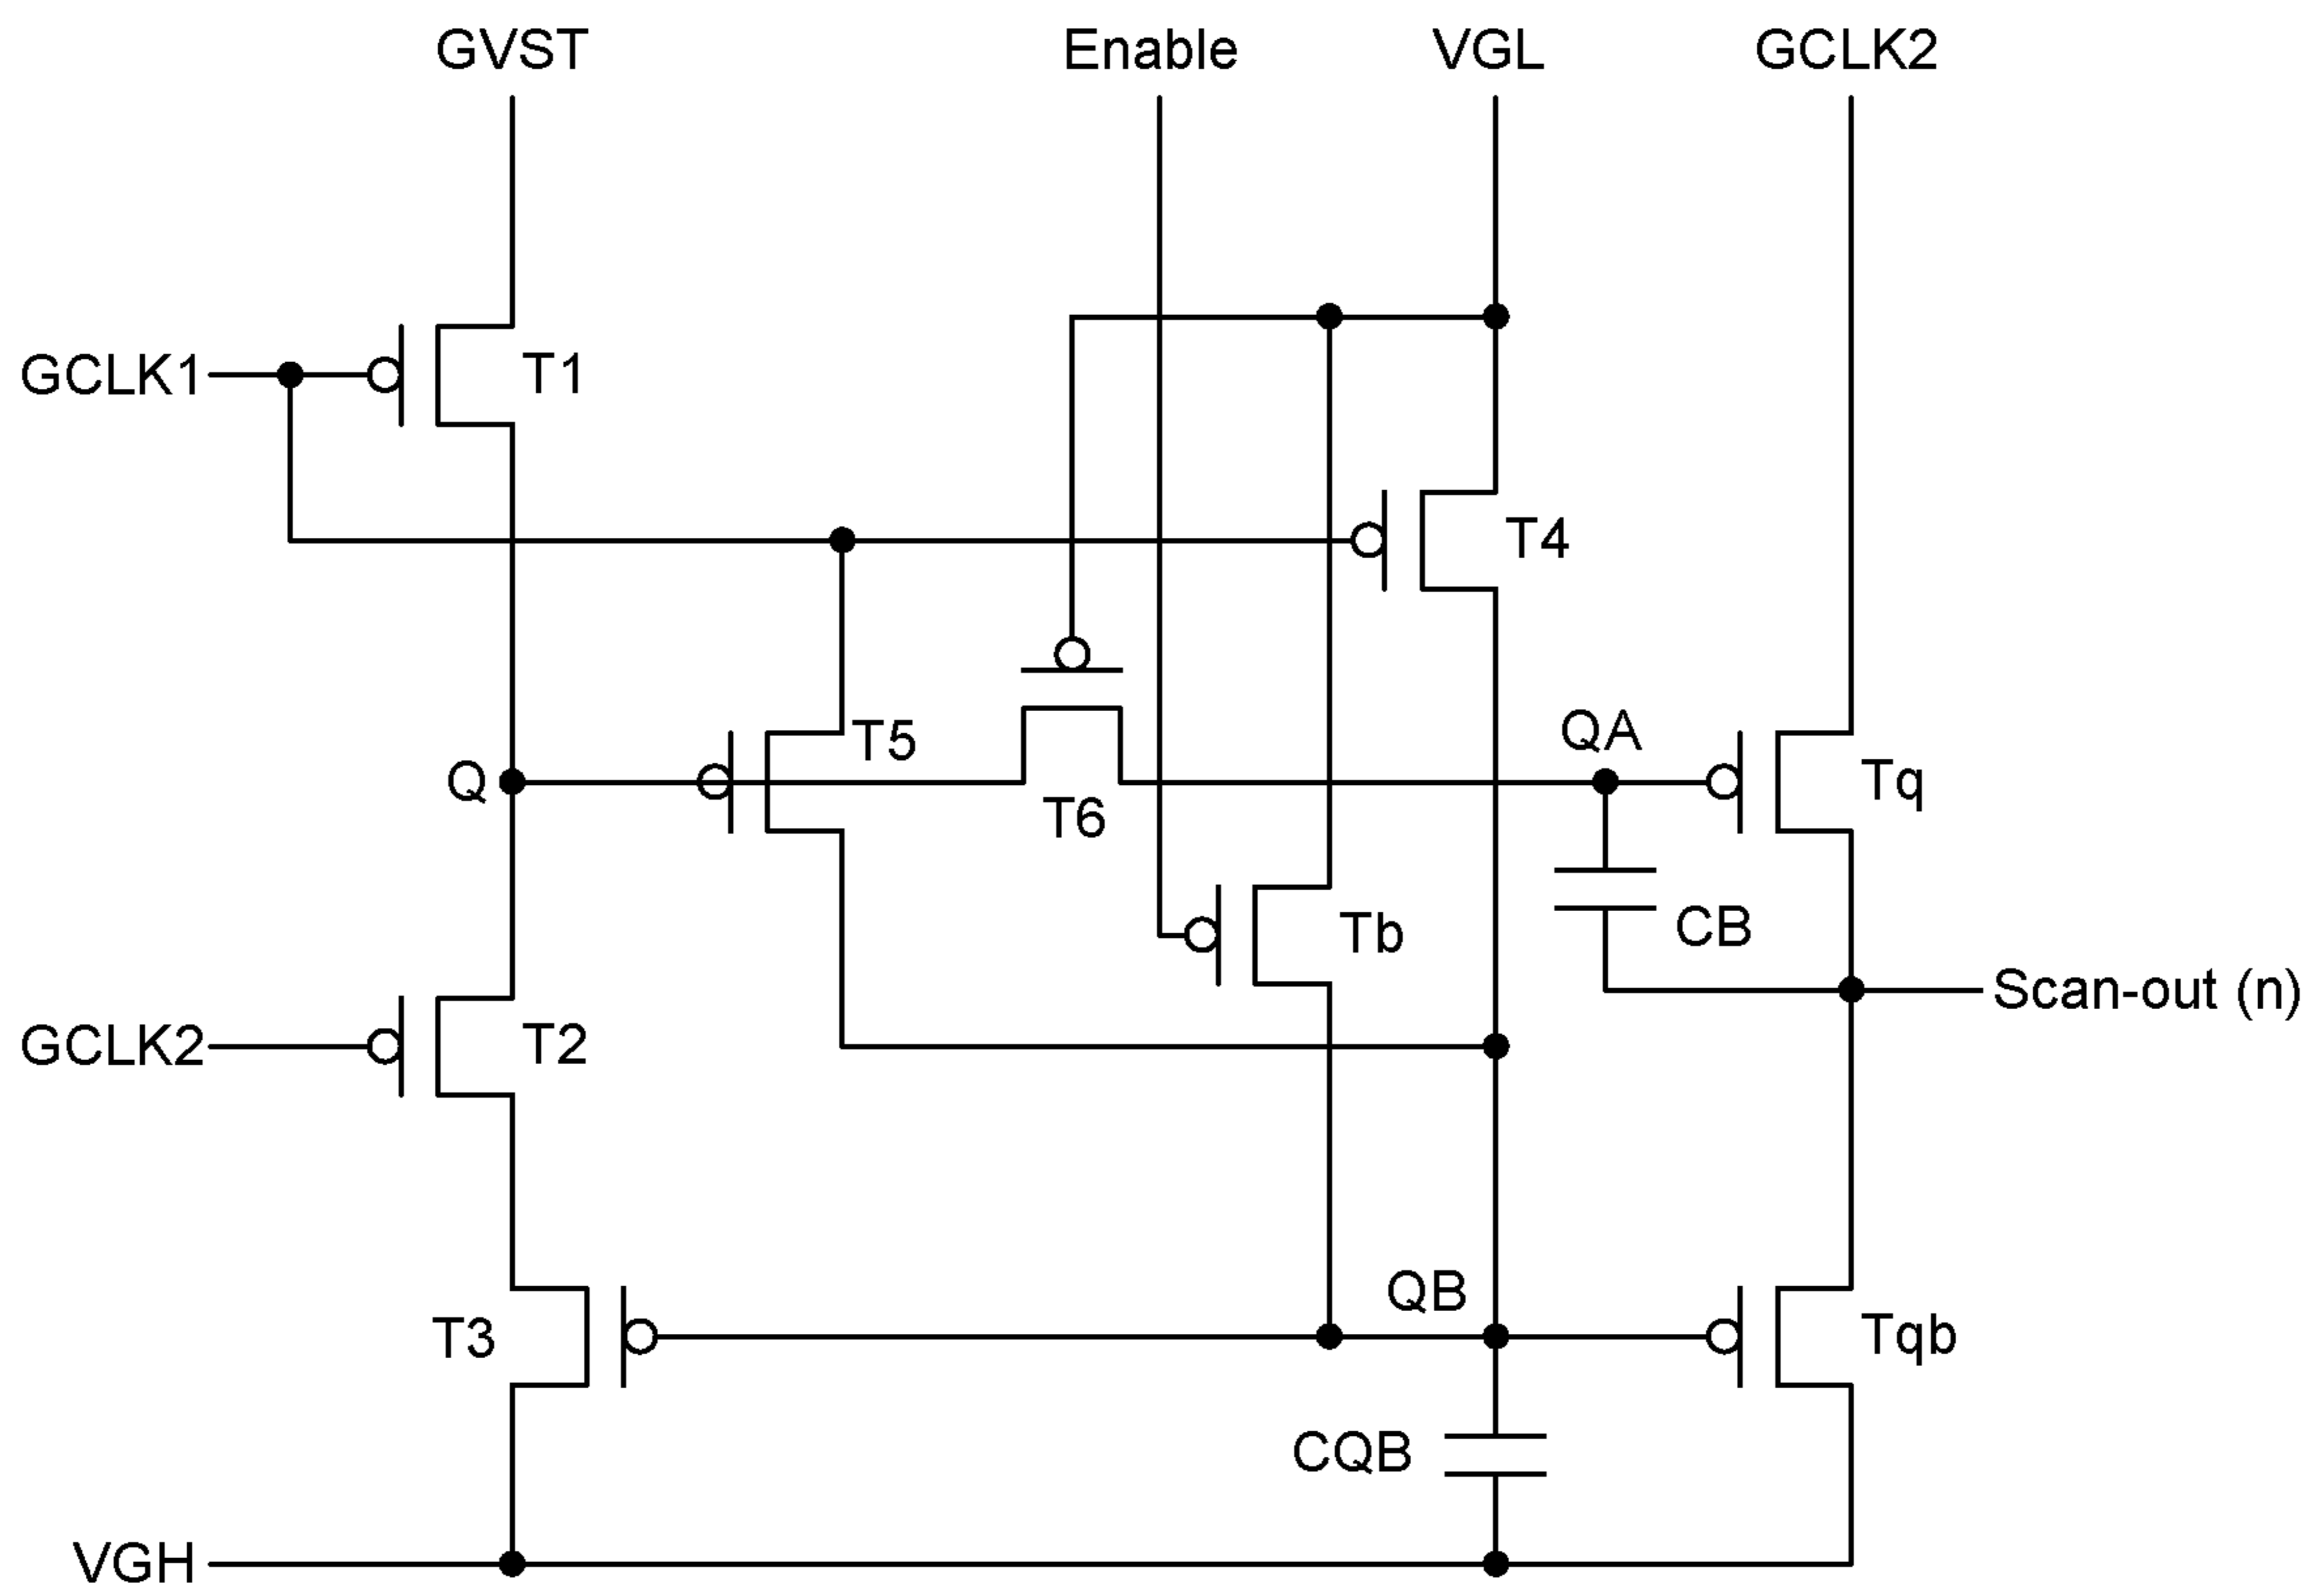 GVST Enable VGL GCLK2
GCLK1 T1
T4
QA
T5
Q Tq
T6
CB Tb
Scan-out (n)
GCLK2 T2
QB
T3 Tqb
CQB
VGH